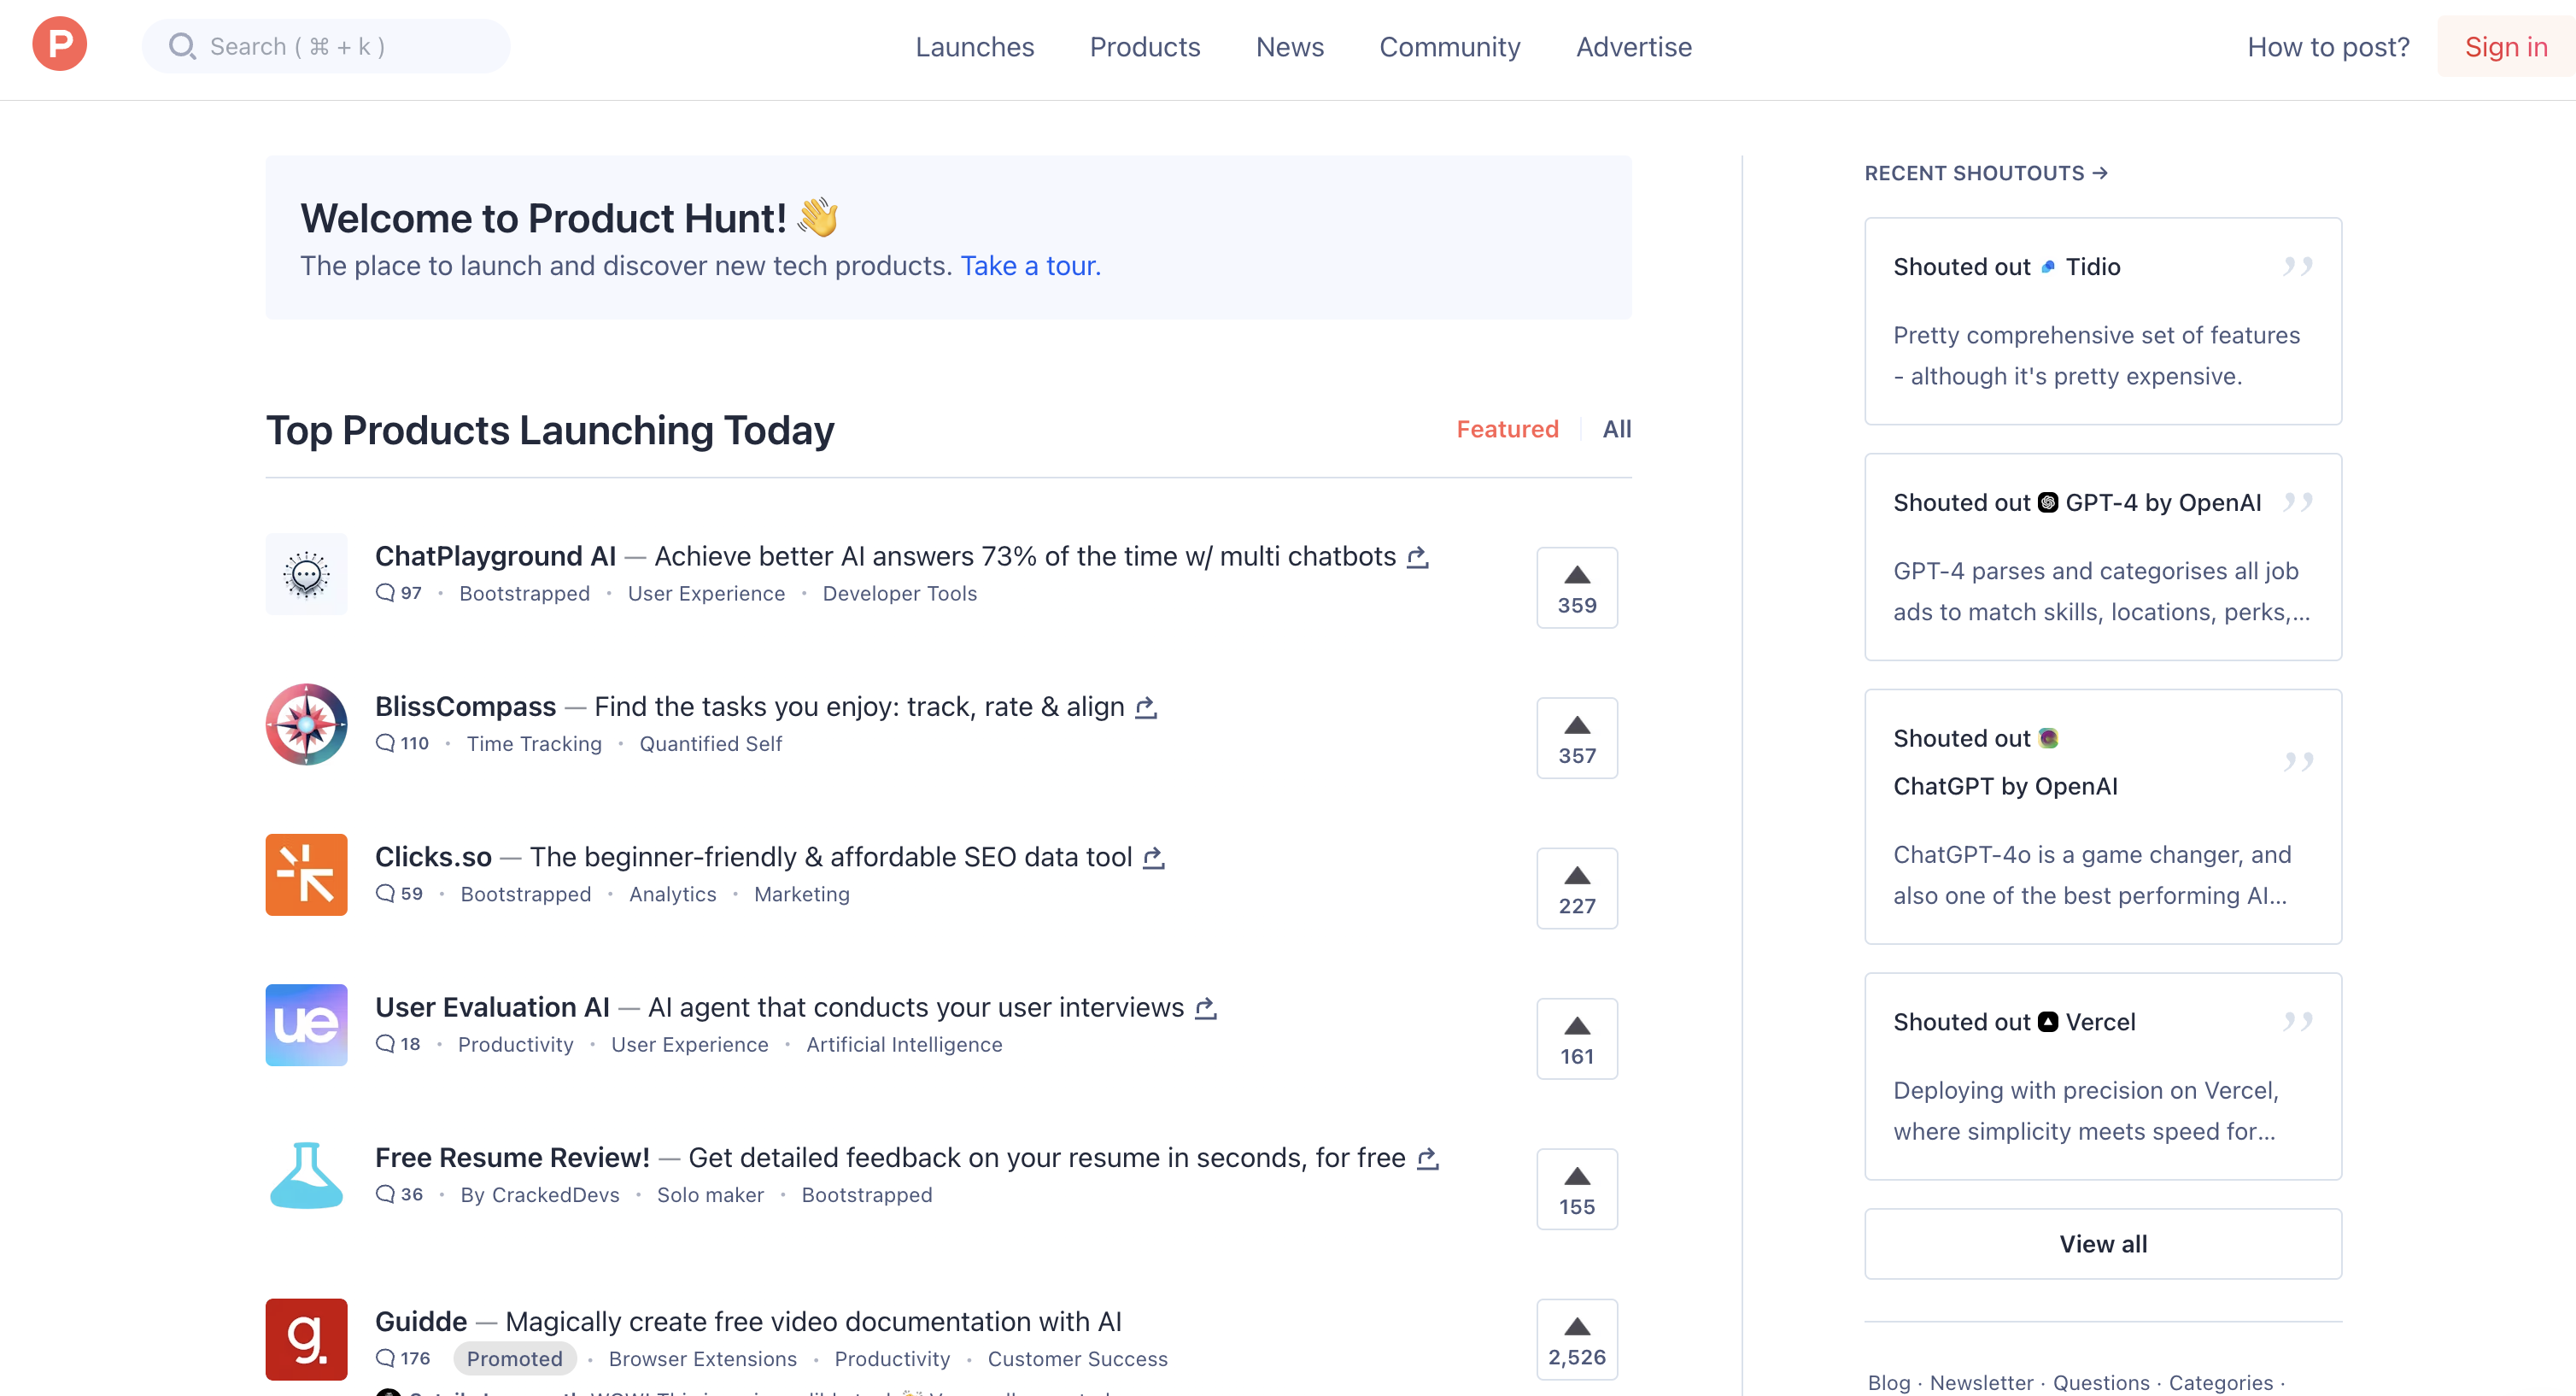 P
Search ( ⌘ + k )
Launches Products News Community Advertise
How to post? Sign in
Welcome to Product Hunt! 👋
The place to launch and discover new tech products. Take a tour.
Top Products Launching Today
Featured All
ChatPlayground AI — Achieve better AI answers 73% of the time w/ multi chatbots
97 • Bootstrapped • User Experience • Developer Tools
359
BlissCompass — Find the tasks you enjoy: track, rate & align
110 • Time Tracking • Quantified Self
357
Clicks.so — The beginner-friendly & affordable SEO data tool
59 • Bootstrapped • Analytics • Marketing
227
ue
User Evaluation AI — AI agent that conducts your user interviews
18 • Productivity • User Experience • Artificial Intelligence
161
Free Resume Review! — Get detailed feedback on your resume in seconds, for free
36 • By CrackedDevs • Solo maker • Bootstrapped
155
g.
Guidde — Magically create free video documentation with AI
176 Promoted • Browser Extensions • Productivity • Customer Success
2,526
RECENT SHOUTOUTS →
Shouted out Tidio
Pretty comprehensive set of features
- although it's pretty expensive.
Shouted out GPT-4 by OpenAI
GPT-4 parses and categorises all job
ads to match skills, locations, perks,...
Shouted out
ChatGPT by OpenAI
ChatGPT-4o is a game changer, and
also one of the best performing AI...
Shouted out Vercel
Deploying with precision on Vercel,
where simplicity meets speed for...
View all
Blog · Newsletter · Questions · Categories ·